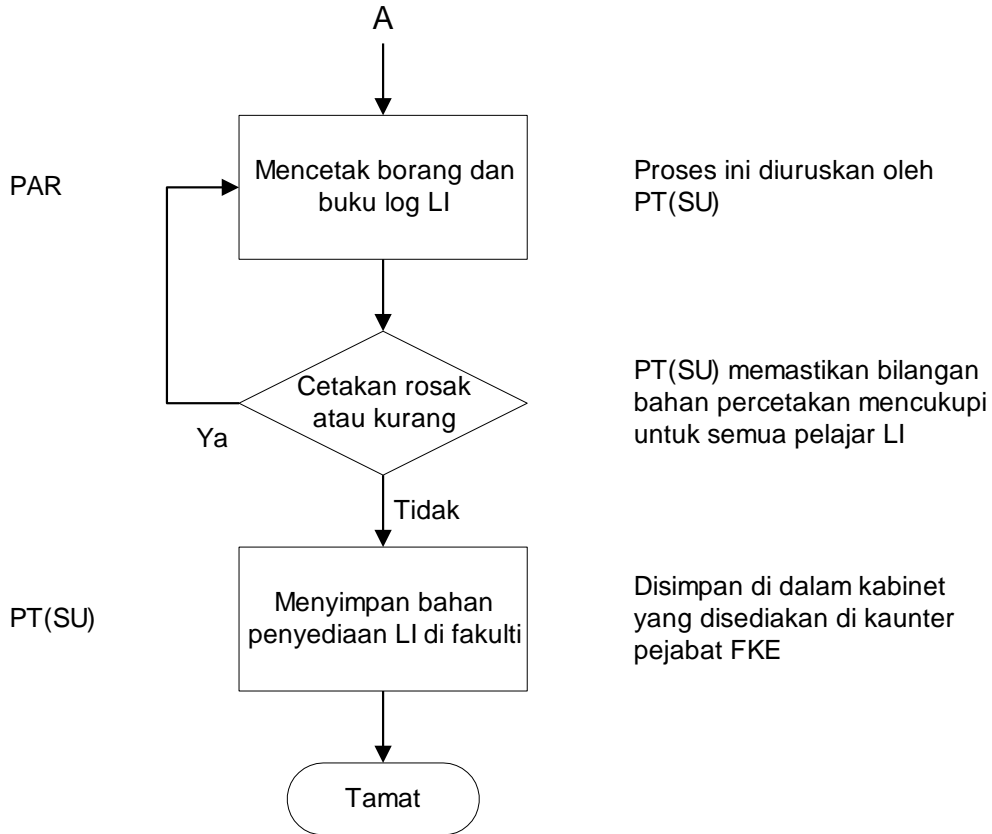 A
PAR
Mencetak borang dan
buku log LI
Proses ini diuruskan oleh
PT(SU)
Cetakan rosak
atau kurang
Ya
PT(SU) memastikan bilangan
bahan percetakan mencukupi
untuk semua pelajar LI
Tidak
PT(SU)
Menyimpan bahan
penyediaan LI di fakulti
Disimpan di dalam kabinet
yang disediakan di kaunter
pejabat FKE
Tamat